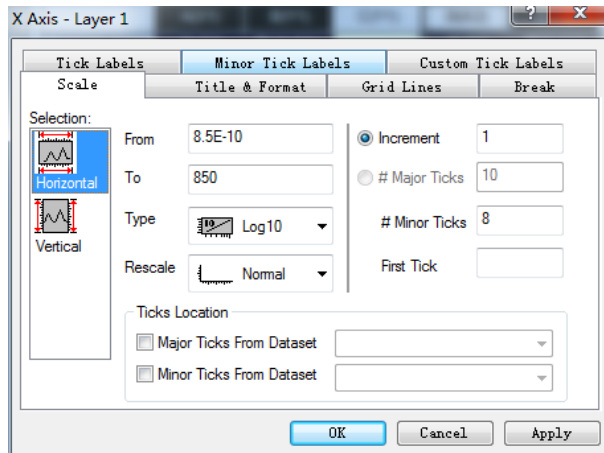 X Axis - Layer 1
?
X
Tick Labels Minor Tick Labels Custom Tick Labels
Scale Title & Format Grid Lines Break
Selection:
Horizontal
Vertical
From 8.5E-10
To 850
Type Log10
Rescale Normal
Increment 1
# Major Ticks 10
# Minor Ticks 8
First Tick
Ticks Location
Major Ticks From Dataset
Minor Ticks From Dataset
OK Cancel Apply